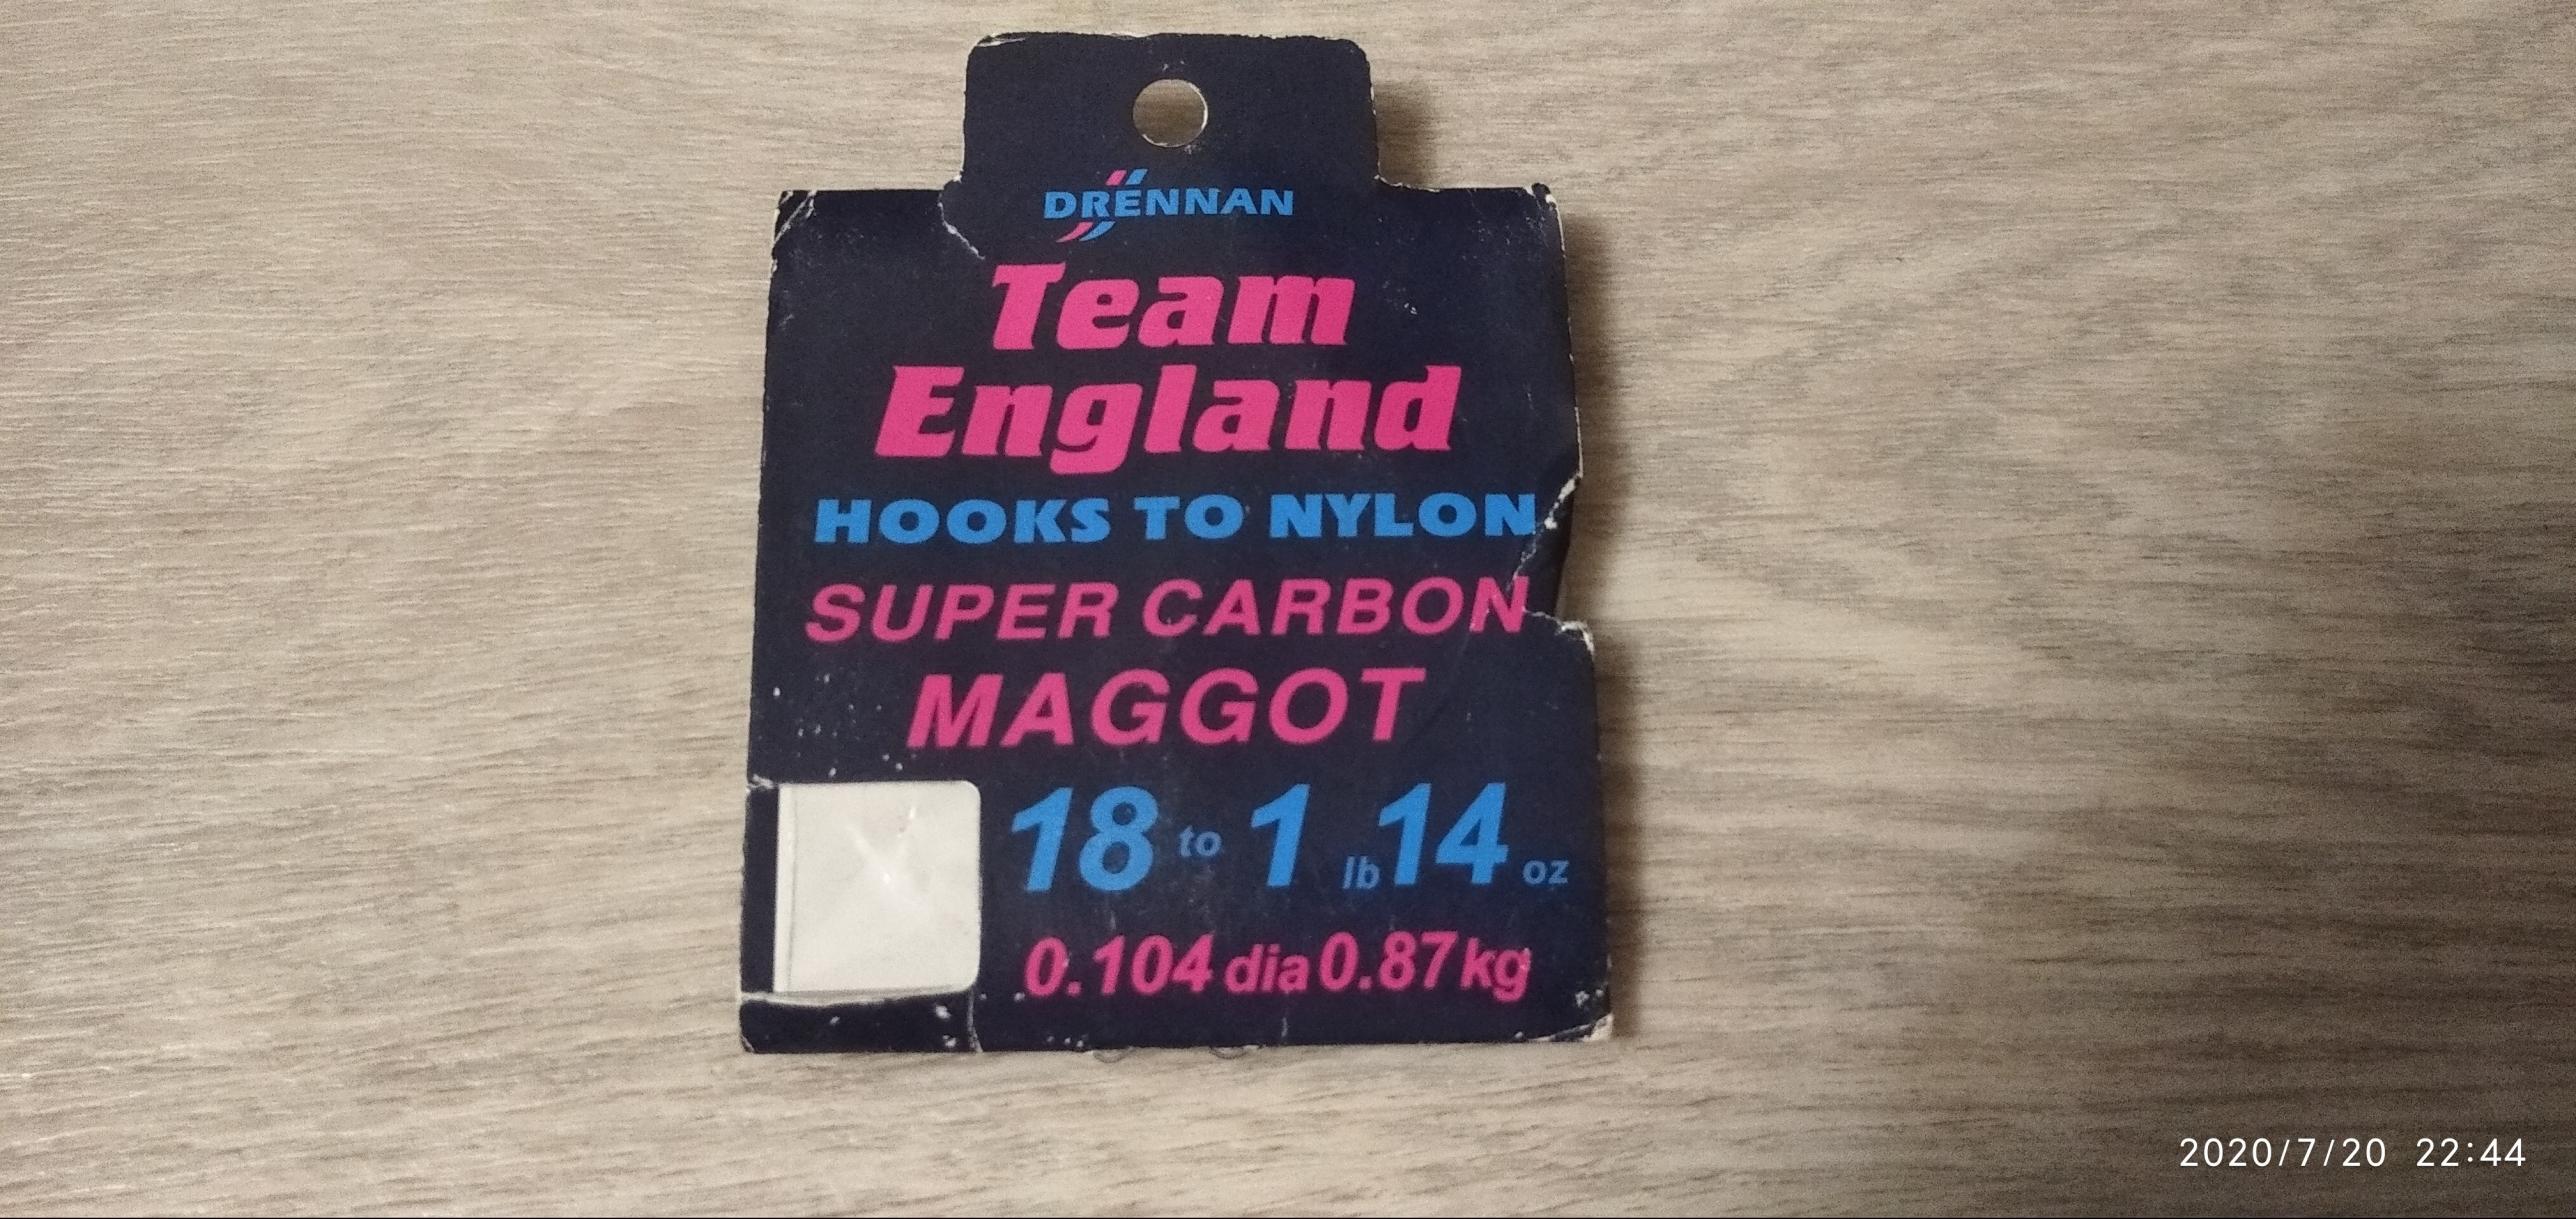 DRENNAN
Team
England
HOOKS TO NYLON
SUPER CARBON
MAGGOT
18 to 1 lb 14 oz
0.104 dia 0.87 kg
2020/7/20 22:44